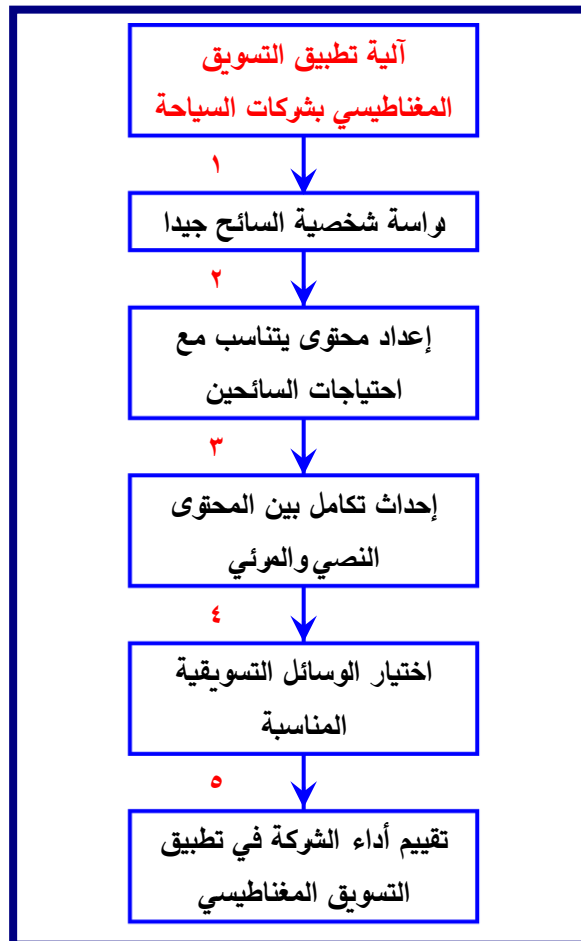 آلية تطبيق التسويق
المغناطيسي بشركات السياحة
١
دراسة شخصية السائح جيدا
٢
إعداد محتوى يتناسب مع
احتياجات السائحين
٣
إحداث تكامل بين المحتوى
النصي والمرئي
٤
اختيار الوسائل التسويقية
المناسبة
٥
تقييم أداء الشركة في تطبيق
التسويق المغناطيسي